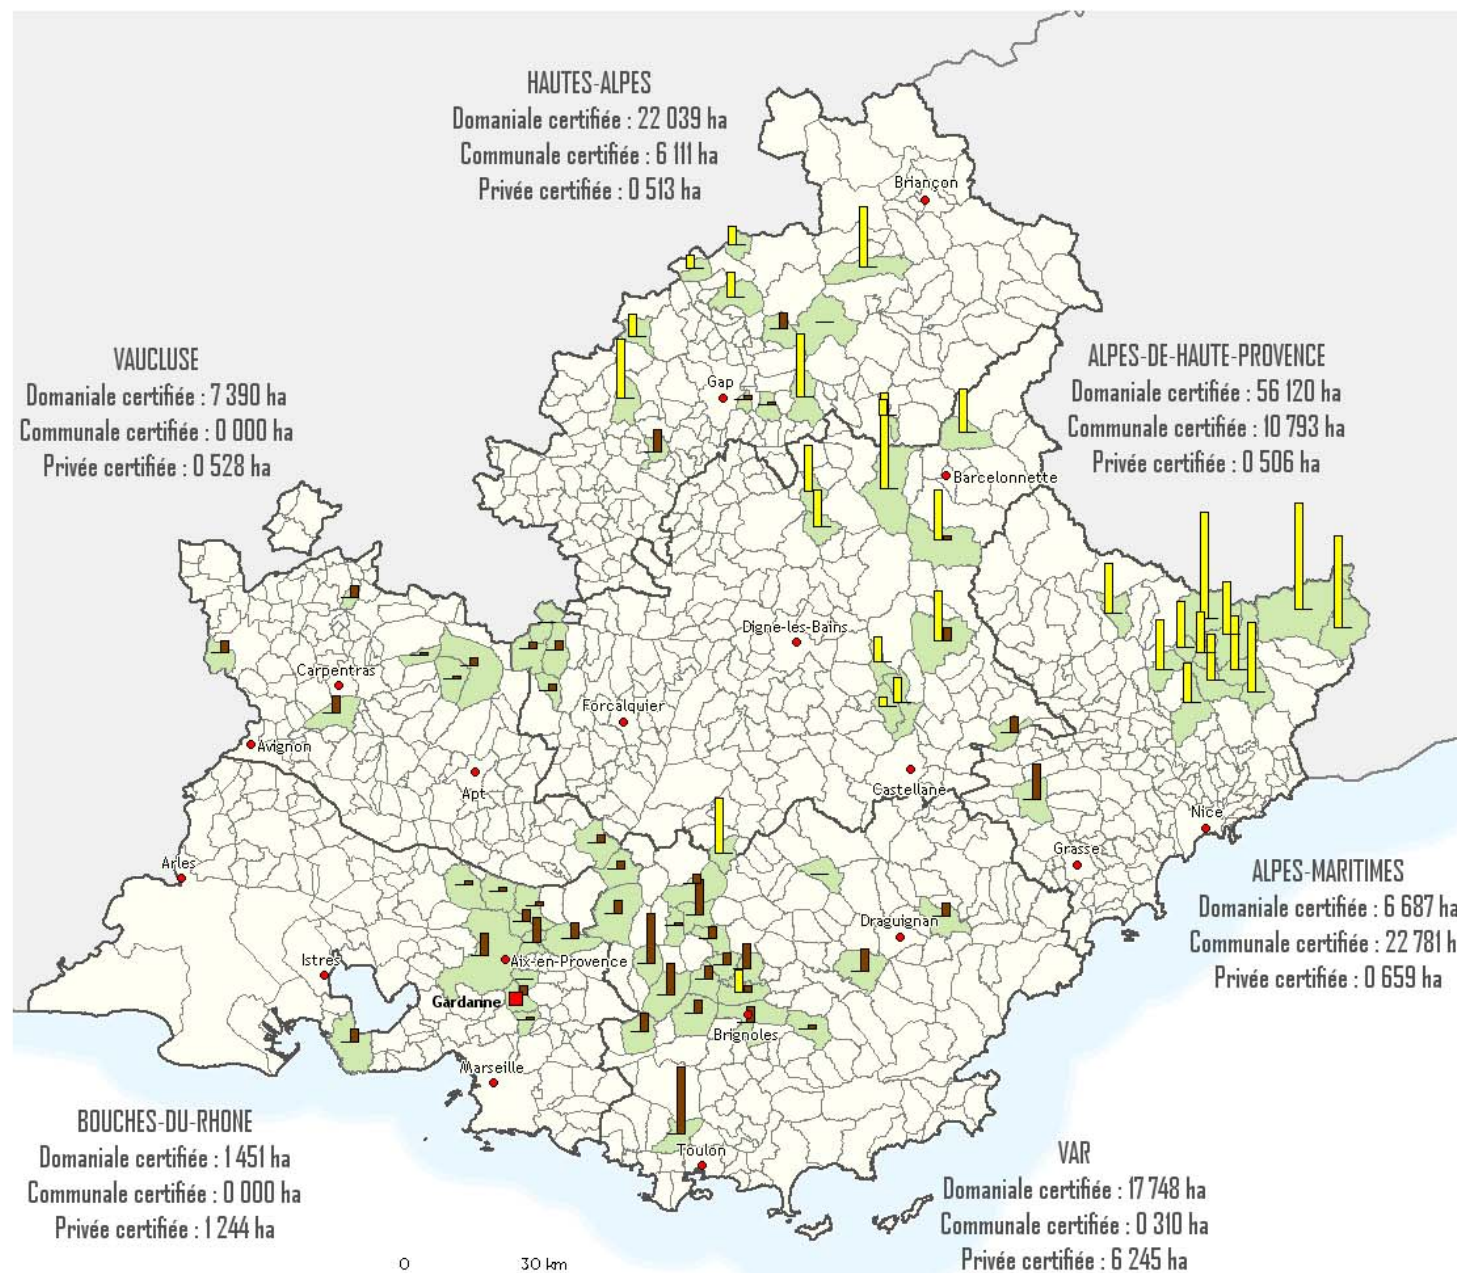 HAUTES-ALPES
Domaniale certifiée : 22 039 ha
Communale certifiée : 6 111 ha
Privée certifiée : 0 513 ha
Briançon
VAUCLUSE
Domaniale certifiée : 7 390 ha
Communale certifiée : 0 000 ha
Privée certifiée : 0 528 ha
ALPES-DE-HAUTE-PROVENCE
Domaniale certifiée : 56 120 ha
Communale certifiée : 10 793 ha
Privée certifiée : 0 506 ha
Gap
Barcelonnette
Digne-les-Bains
Carpentras
Forcalquier
Avignon
Apt
Castellane
Nice
Grasse
Arles
ALPES-MARITIMES
Domaniale certifiée : 6 687 ha
Communale certifiée : 22 781 ha
Privée certifiée : 0 659 ha
Draguignan
Istres
Aix-en-Provence
Gardanne
Brignoles
Marseille
Toulon
BOUCHES-DU-RHONE
Domaniale certifiée : 1 451 ha
Communale certifiée : 0 000 ha
Privée certifiée : 1 244 ha
VAR
Domaniale certifiée : 17 748 ha
Communale certifiée : 0 310 ha
Privée certifiée : 6 245 ha
0 30 km